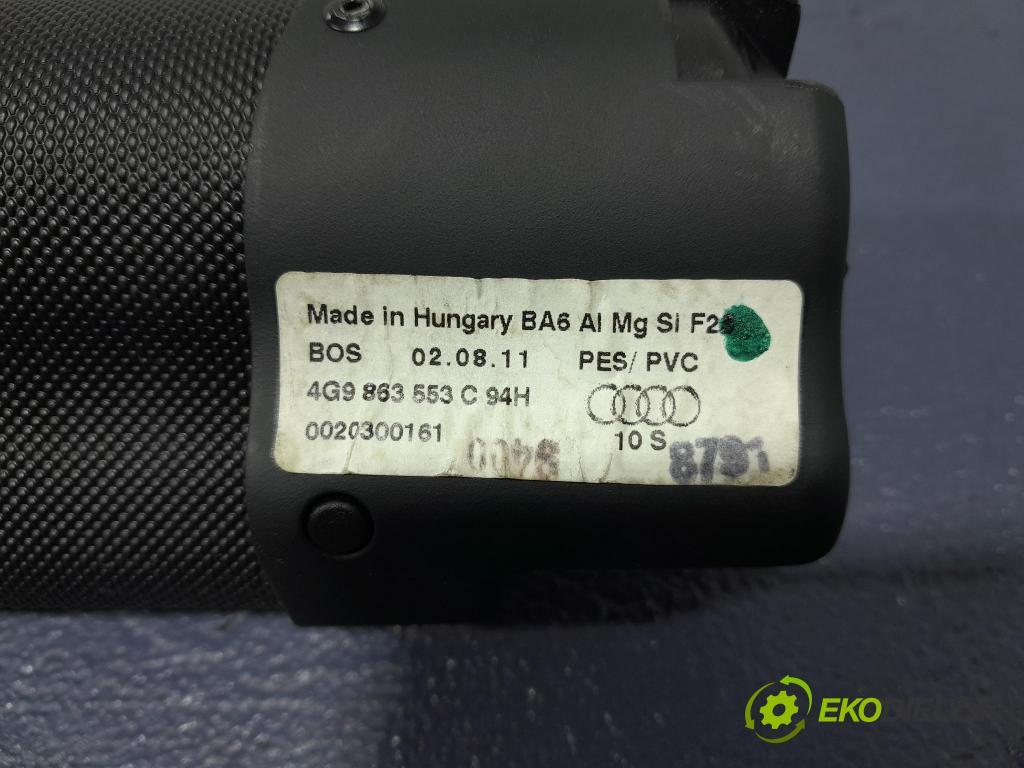 Made in Hungary BA6 Al Mg Si
BOS 02.08.11 PES/ PVC
4G9 863 553 C 94H
0020300161 10 S
8791
EKO